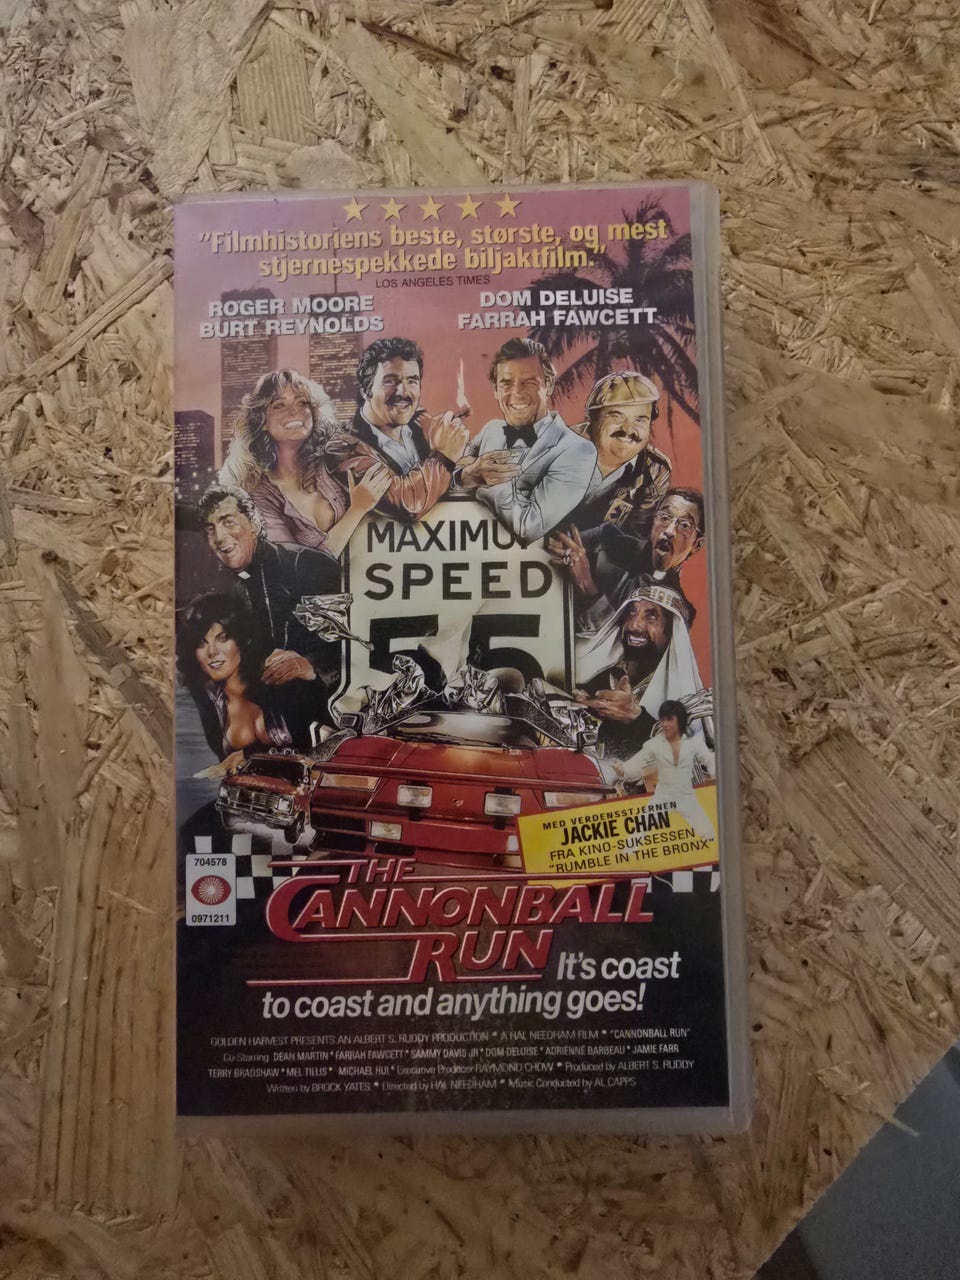 "Filmhistoriens beste, største, og mest
stjernespekkede biljaktfilm."
LOS ANGELES TIMES
ROGER MOORE
BURT REYNOLDS
DOM DELUISE
FARRAH FAWCETT
MAXIMUM
SPEED
55
MED VERDENSSTJERNEN
JACKIE CHAN
FRA KINO-SUKSESSEN
"RUMBLE IN THE BRONX"
704578
0971211
THE
CANNONBALL
RUN
It's coast
to coast and anything goes!
GOLDEN HARVEST PRESENTS AN ALBERT S. RUDDY PRODUCTION * A HAL NEEDHAM FILM * "CANNONBALL RUN"
Co-Starring DEAN MARTIN * FARRAH FAWCETT * SAMMY DAVIS JR * DOM DELUISE * ADRIENNE BARBEAU * JAMIE FARR
TERRY BRADSHAW * MEL TILLIS * MICHAEL HUI * Executive Producer RAYMOND CHOW * Produced by ALBERT S. RUDDY
Written by BROCK YATES * Directed by HAL NEEDHAM * Music Conducted by AL CAPPS